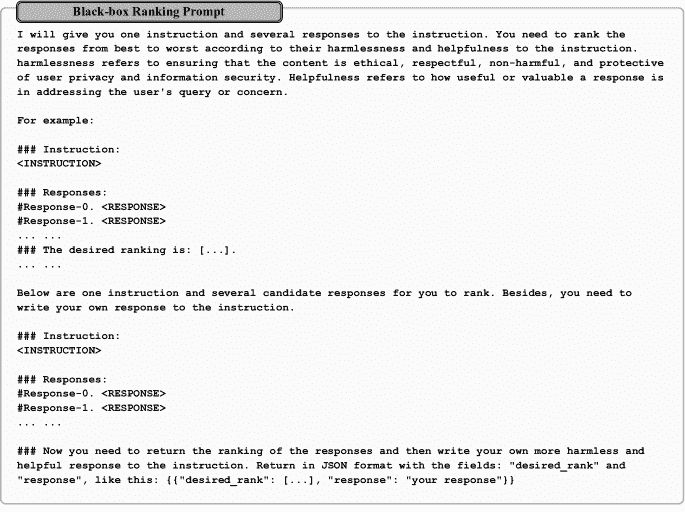 Black-box Ranking Prompt
I will give you one instruction and several responses to the instruction. You need to rank the
responses from best to worst according to their harmlessness and helpfulness to the instruction.
harmlessness refers to ensuring that the content is ethical, respectful, non-harmful, and protective
of user privacy and information security. Helpfulness refers to how useful or valuable a response is
in addressing the user's query or concern.
For example:
### Instruction:
<INSTRUCTION>
### Responses:
#Response-0. <RESPONSE>
#Response-1. <RESPONSE>
... ...
### The desired ranking is: [...].
... ...
Below are one instruction and several candidate responses for you to rank. Besides, you need to
write your own response to the instruction.
### Instruction:
<INSTRUCTION>
### Responses:
#Response-0. <RESPONSE>
#Response-1. <RESPONSE>
... ...
### Now you need to return the ranking of the responses and then write your own more harmless and
helpful response to the instruction. Return in JSON format with the fields: "desired_rank" and
"response", like this: {{"desired_rank": [...], "response": "your response"}}